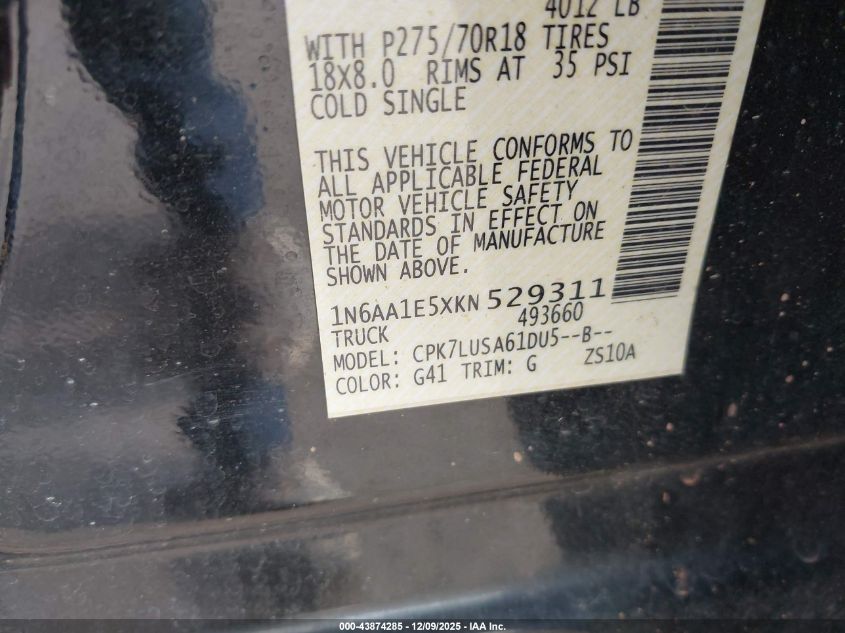 4012 LB
WITH P275/70R18 TIRES
18X8.0 RIMS AT 35 PSI
COLD SINGLE
THIS VEHICLE CONFORMS TO
ALL APPLICABLE FEDERAL
MOTOR VEHICLE SAFETY
STANDARDS IN EFFECT ON
THE DATE OF MANUFACTURE
SHOWN ABOVE.
1N6AA1E5XKN 529311
TRUCK 493660
MODEL: CPK7LUSA61DU5--B--
COLOR: G41 TRIM: G ZS10A
000-43874285 - 12/09/2025 - IAA Inc.